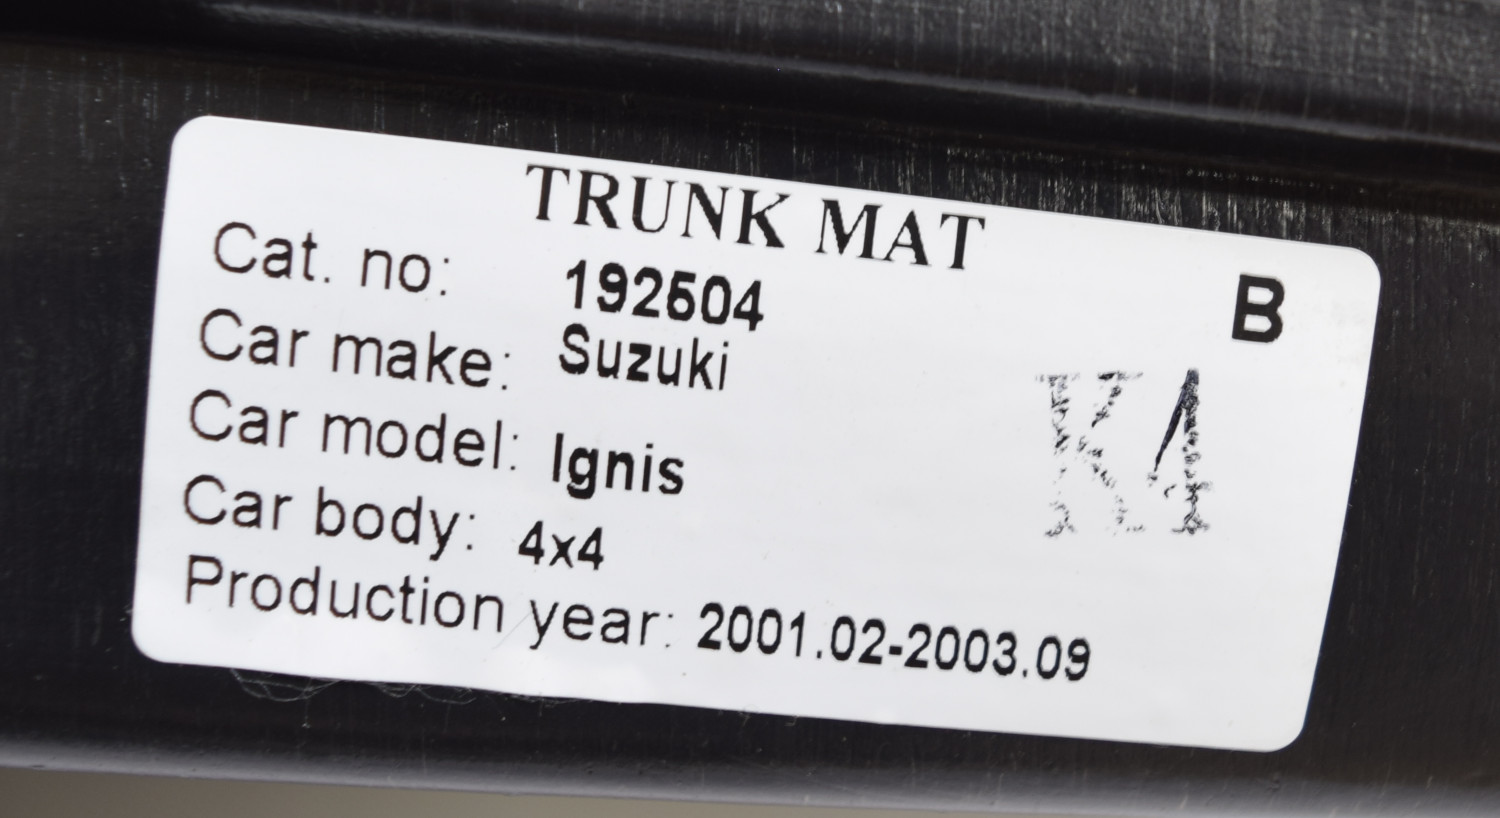 TRUNK MAT
Cat. no: 192504
B
Car make: Suzuki
Car model: Ignis
K1
Car body: 4x4
Production year: 2001.02-2003.09